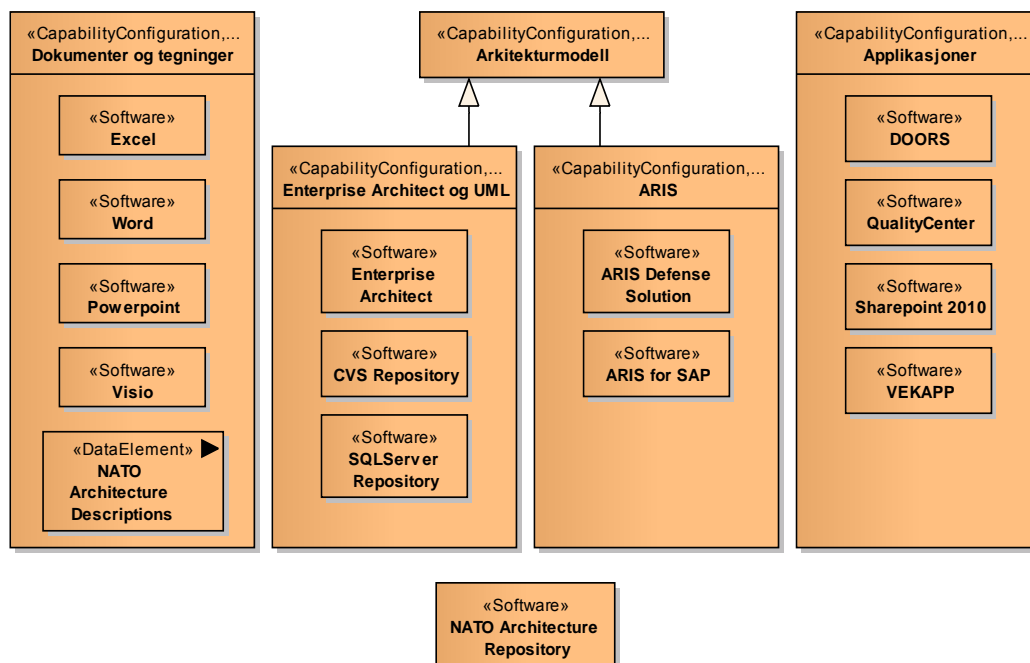 «CapabilityConfiguration,...
Dokumenter og tegninger
«Software»
Excel
«Software»
Word
«Software»
Powerpoint
«Software»
Visio
«DataElement»
NATO
Architecture
Descriptions
«CapabilityConfiguration,...
Arkitekturmodell
«CapabilityConfiguration,...
Enterprise Architect og UML
«Software»
Enterprise
Architect
«Software»
CVS Repository
«Software»
SQLServer
Repository
«CapabilityConfiguration,...
ARIS
«Software»
ARIS Defense
Solution
«Software»
ARIS for SAP
«CapabilityConfiguration,...
Applikasjoner
«Software»
DOORS
«Software»
QualityCenter
«Software»
Sharepoint 2010
«Software»
VEKAPP
«Software»
NATO Architecture
Repository